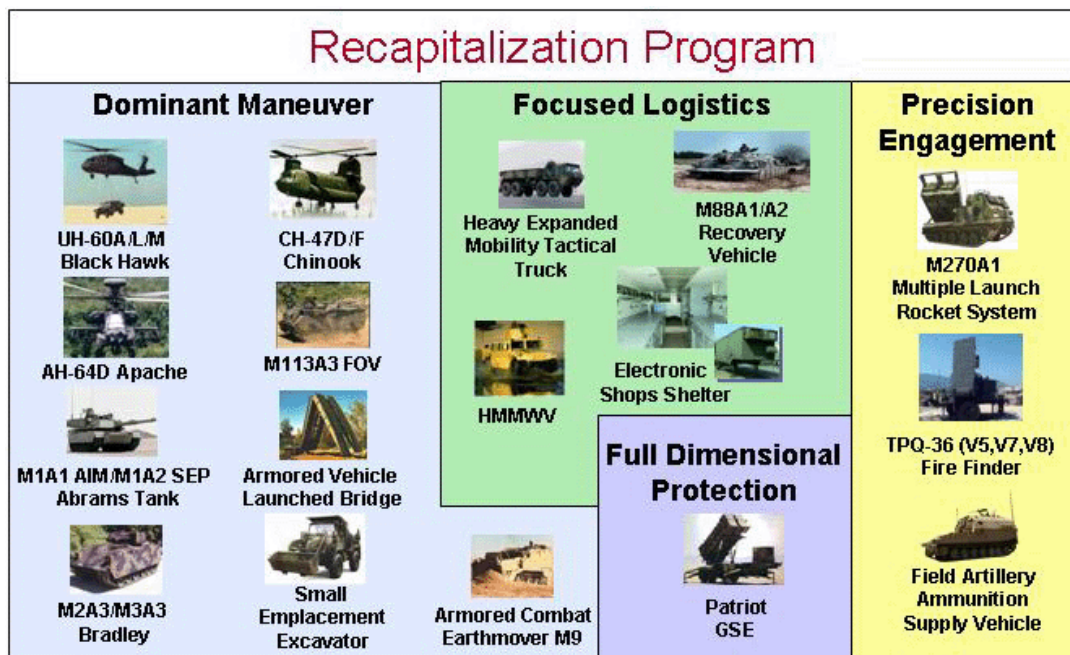 Recapitalization Program
Dominant Maneuver
UH-60A/L/M
Black Hawk
CH-47D/F
Chinook
AH-64D Apache
M113A3 FOV
M1A1 AIM/M1A2 SEP
Abrams Tank
Armored Vehicle
Launched Bridge
M2A3/M3A3
Bradley
Small
Emplacement
Excavator
Armored Combat
Earthmover M9
Focused Logistics
Heavy Expanded
Mobility Tactical
Truck
M88A1/A2
Recovery
Vehicle
HMMWV
Electronic
Shops Shelter
Full Dimensional
Protection
Patriot
GSE
Precision
Engagement
M270A1
Multiple Launch
Rocket System
TPQ-36 (V5,V7,V8)
Fire Finder
Field Artillery
Ammunition
Supply Vehicle